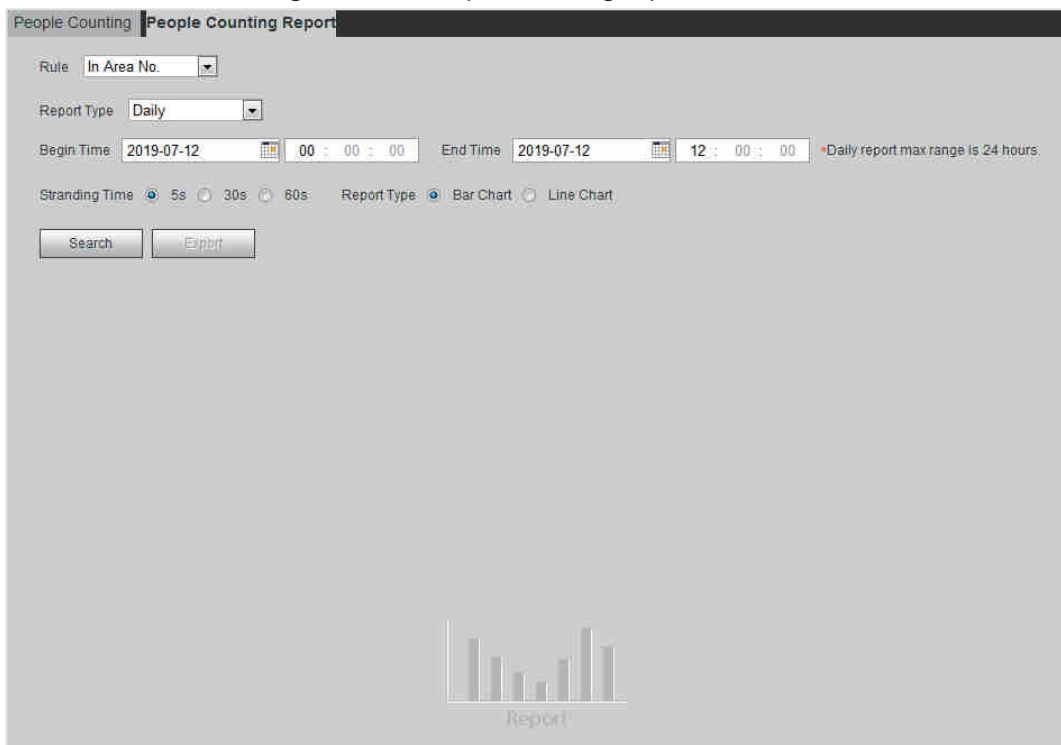 People Counting People Counting Report
Rule In Area No.
Report Type Daily
Begin Time 2019-07-12 00 : 00 : 00 End Time 2019-07-12 12 : 00 : 00 *Daily report max range is 24 hours.
Stranding Time 5s 30s 60s Report Type Bar Chart Line Chart
Search Export
Report